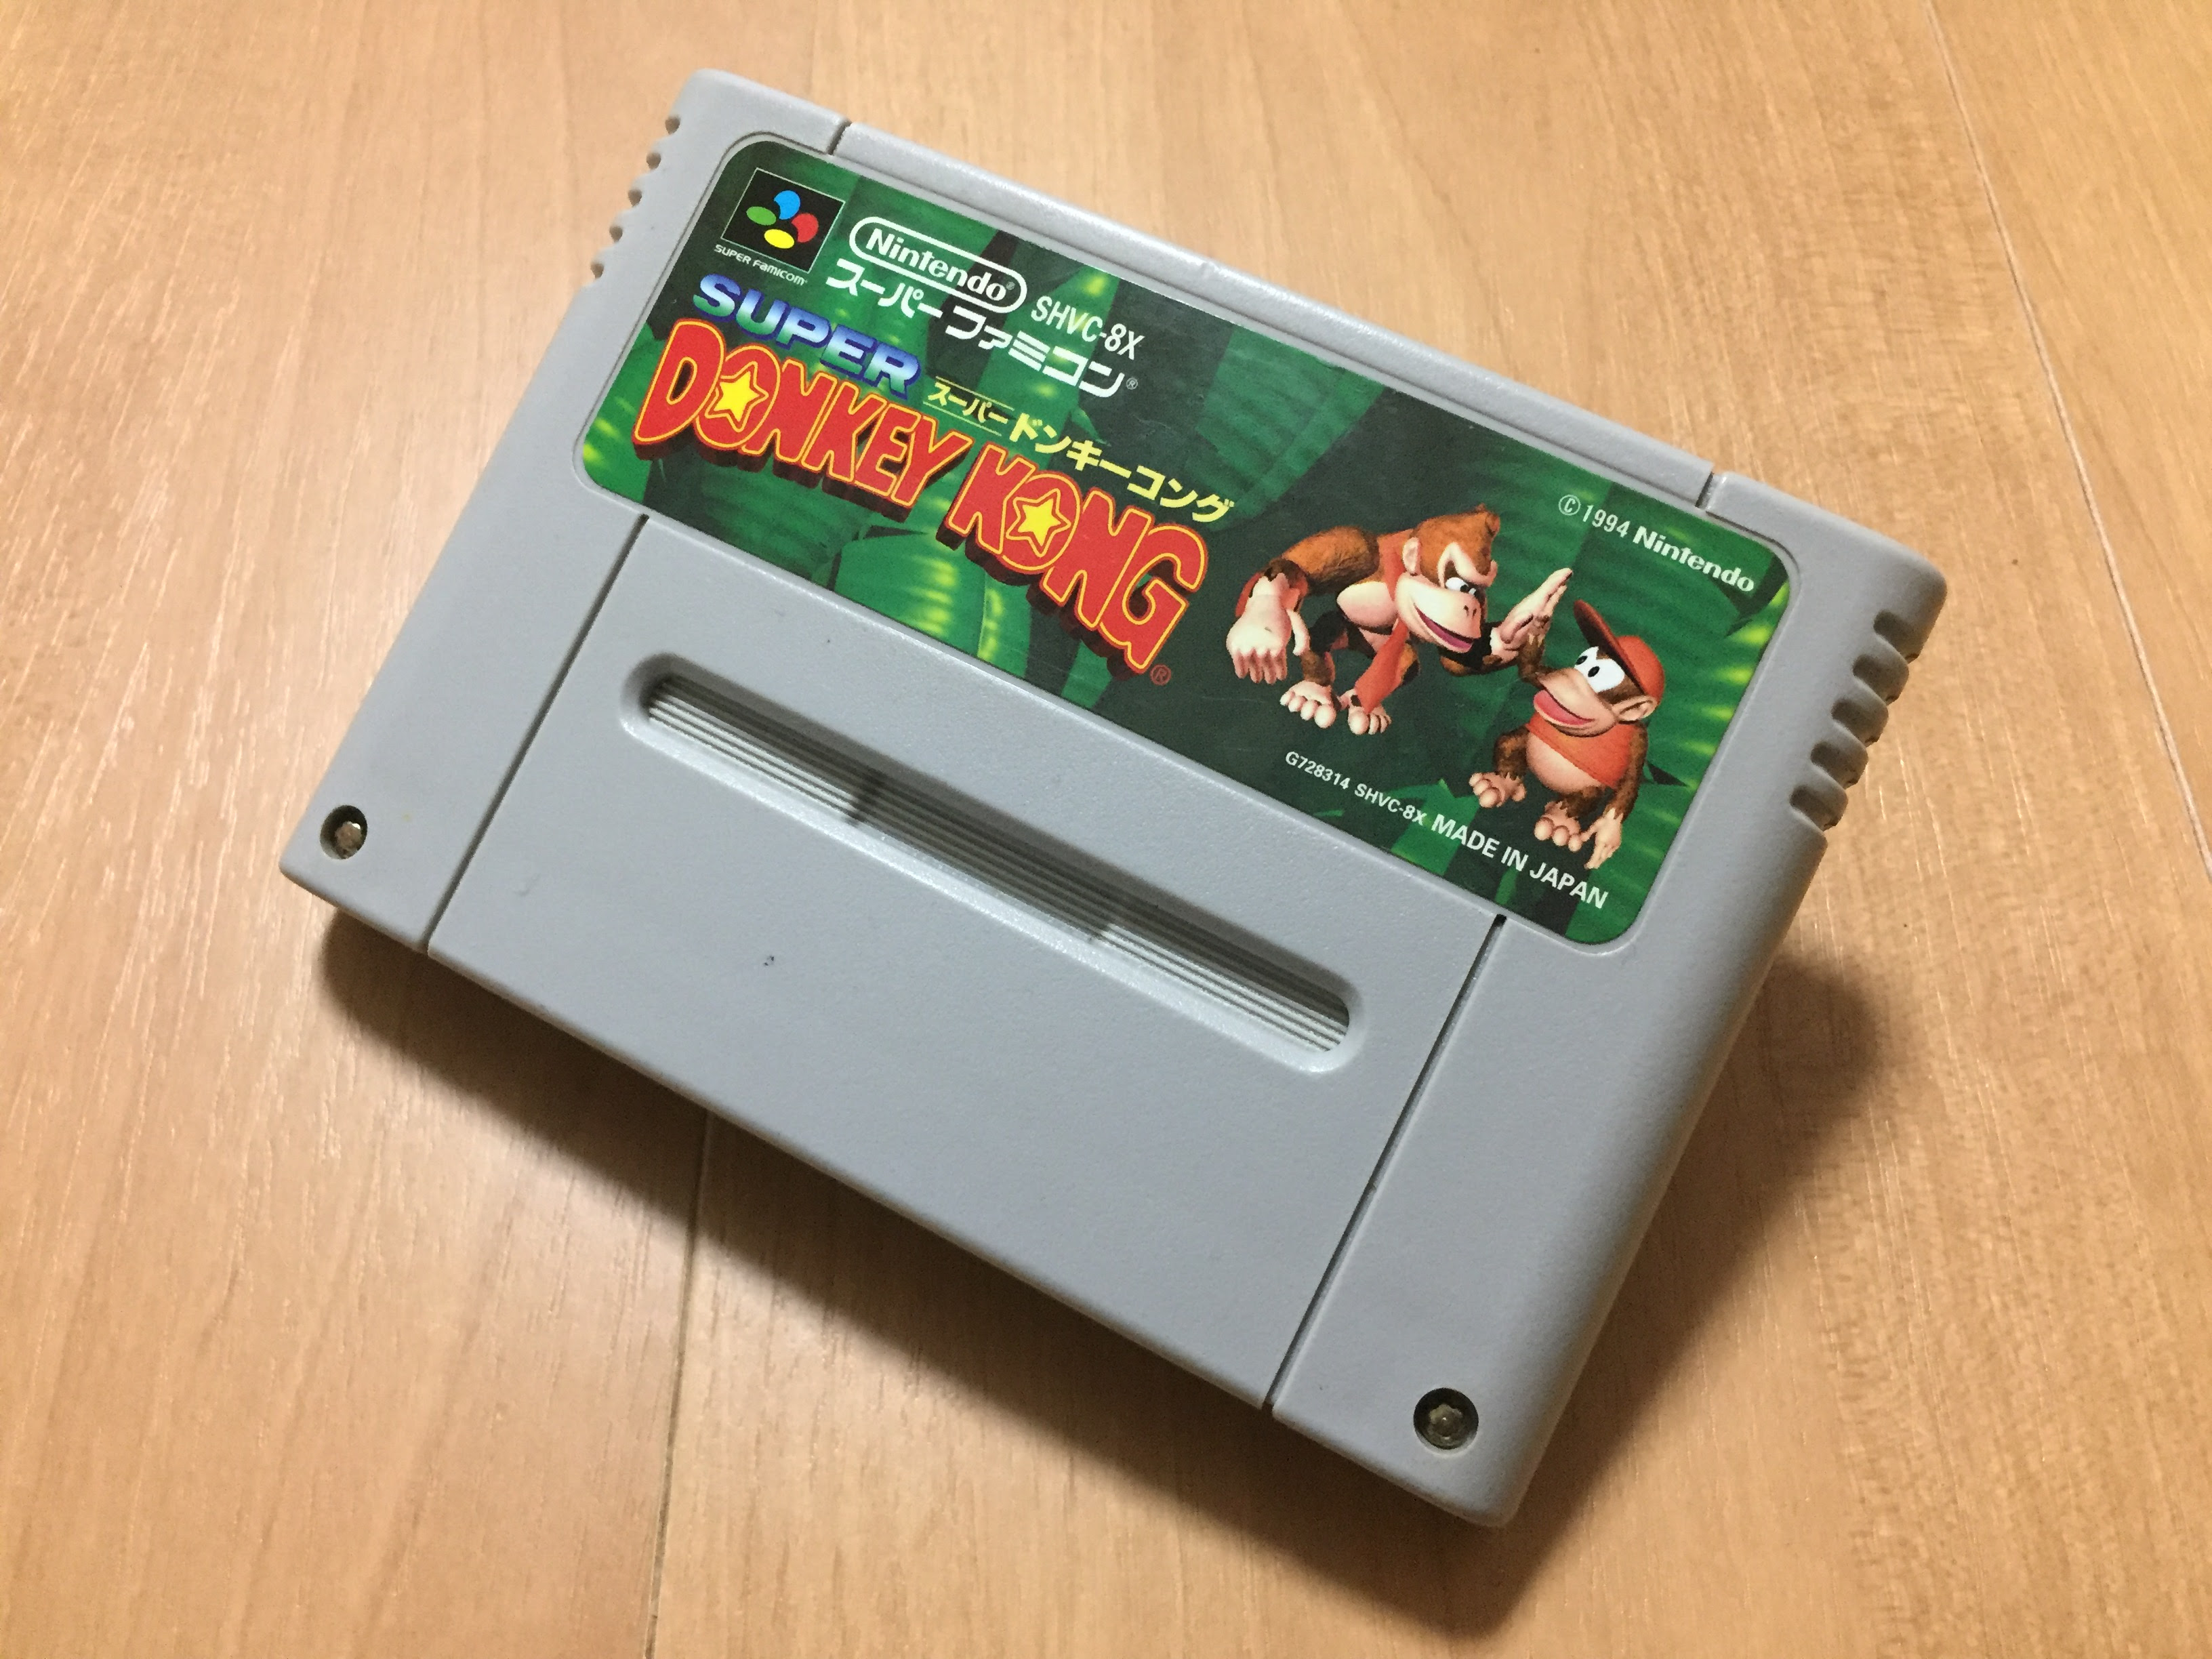 SUPER FAMICOM
Nintendo® SHVC-8X
スーパーファミコン®
SUPER
スーパードンキーコング
DONKEY KONG®
©1994 Nintendo
G728314 SHVC-8X MADE IN JAPAN